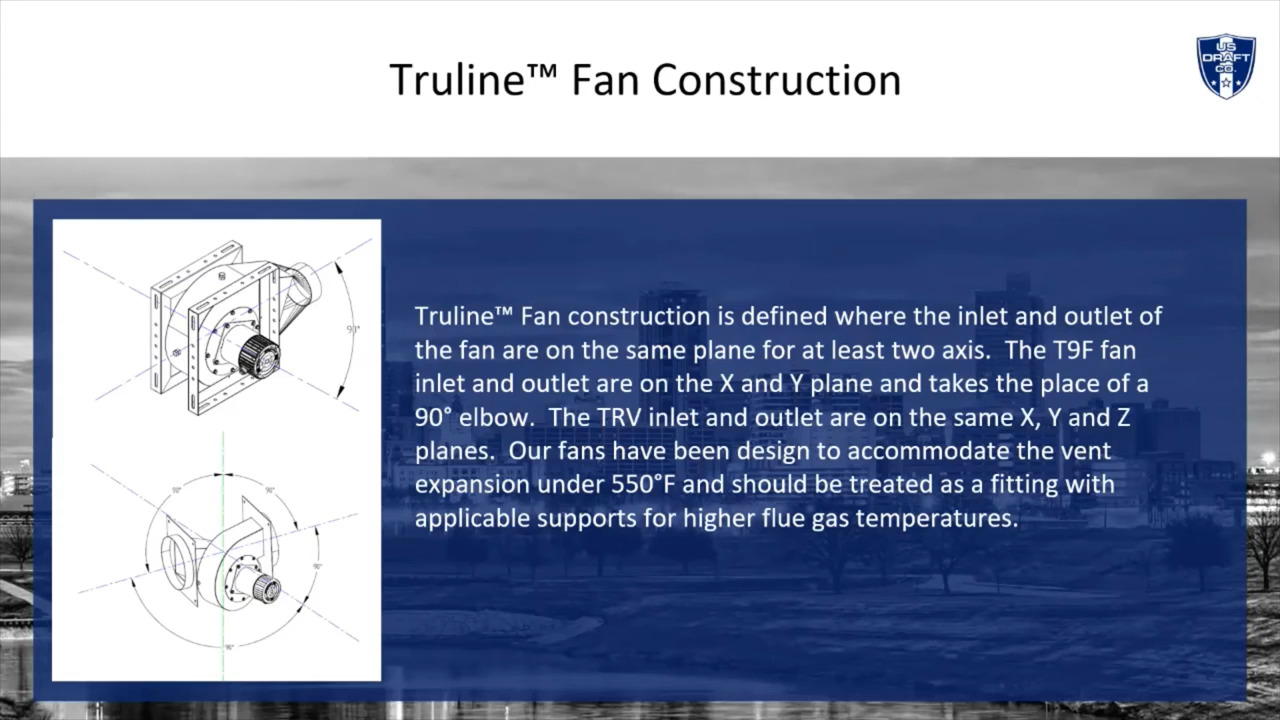 Truline™ Fan Construction
US
DRAFT
CO.
Truline™ Fan construction is defined where the inlet and outlet of
the fan are on the same plane for at least two axis. The T9F fan
inlet and outlet are on the X and Y plane and takes the place of a
90° elbow. The TRV inlet and outlet are on the same X, Y and Z
planes. Our fans have been design to accommodate the vent
expansion under 550°F and should be treated as a fitting with
applicable supports for higher flue gas temperatures.